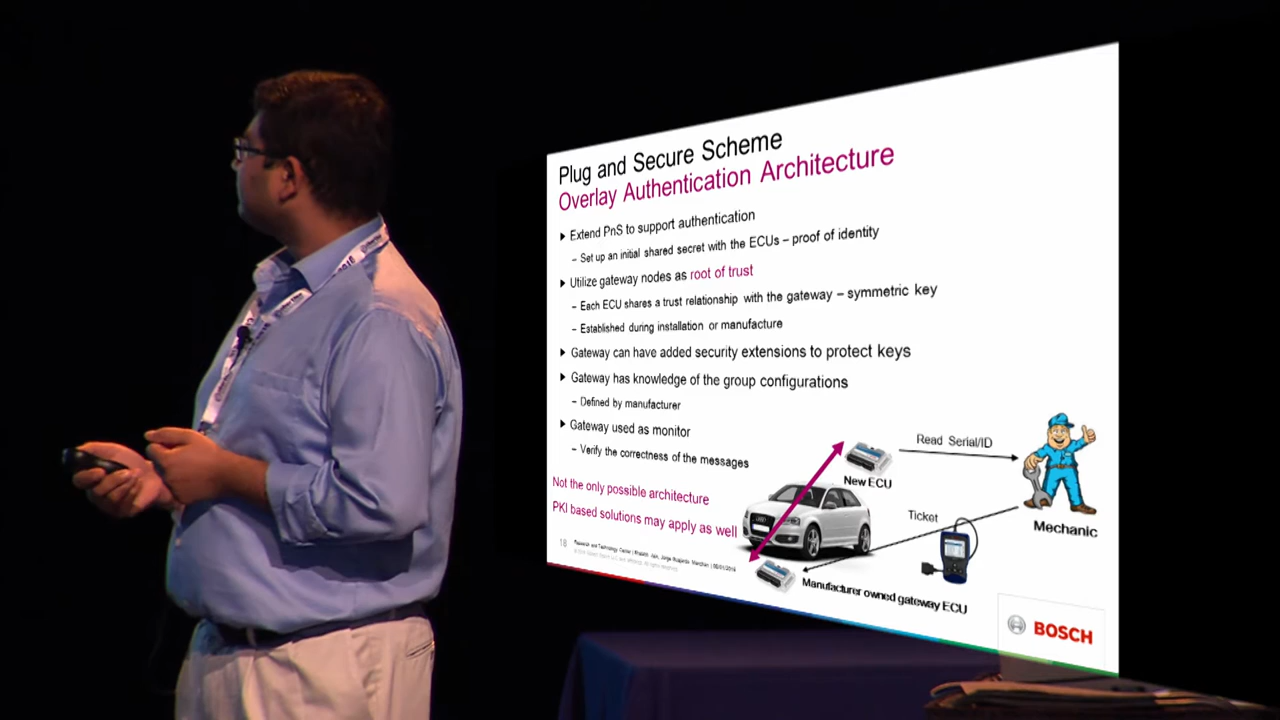 Plug and Secure Scheme
Overlay Authentication Architecture
Extend PnS to support authentication
– Set up an initial shared secret with the ECUs – proof of identity
Utilize gateway nodes as root of trust
– Each ECU shares a trust relationship with the gateway – symmetric key
– Established during installation or manufacture
Gateway can have added security extensions to protect keys
Gateway has knowledge of the group configurations
– Defined by manufacturer
Gateway used as monitor
– Verify the correctness of the messages
Not the only possible architecture
PKI based solutions may apply as well
Read Serial/ID
New ECU
Mechanic
Ticket
Manufacturer owned gateway ECU
18
Research and Technology Center
BOSCH